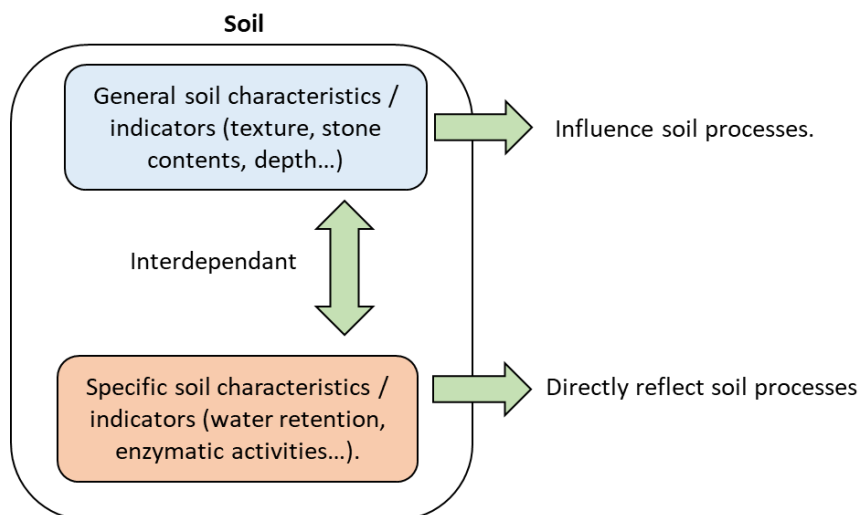 Soil
General soil characteristics /
indicators (texture, stone
contents, depth…)
Influence soil processes.
Interdependant
Specific soil characteristics /
indicators (water retention,
enzymatic activities…).
Directly reflect soil processes